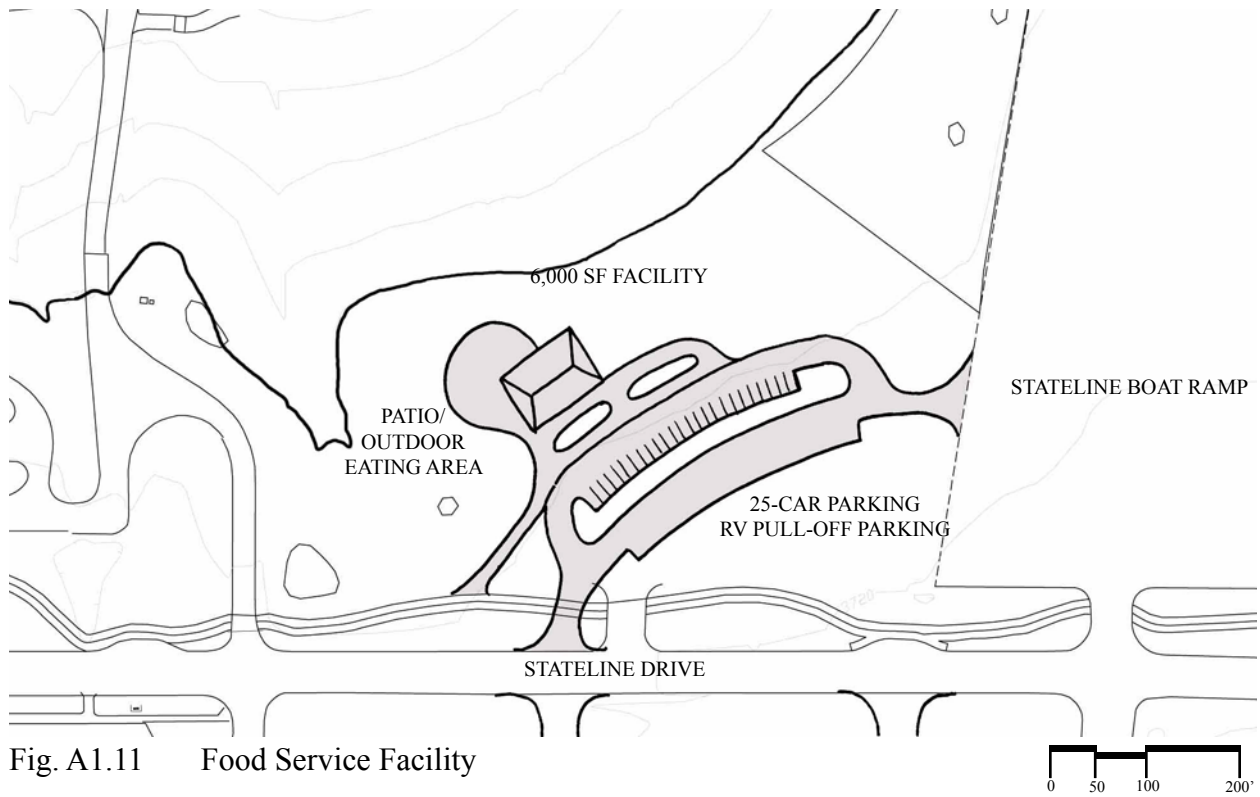 6,000 SF FACILITY
STATELINE BOAT RAMP
PATIO/
OUTDOOR
EATING AREA
25-CAR PARKING
RV PULL-OFF PARKING
2720
STATELINE DRIVE
Fig. A1.11 Food Service Facility
0 50 100 200’